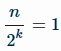 n/2^k = 1